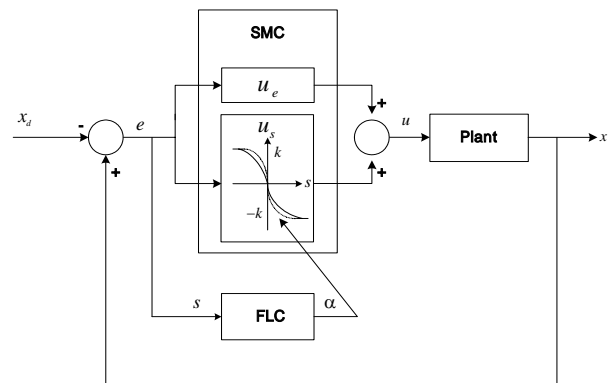 SMC
u_e
+
x_d
-
e
u_s
k
s
-k
u
Plant
x
+
+
s
FLC
α